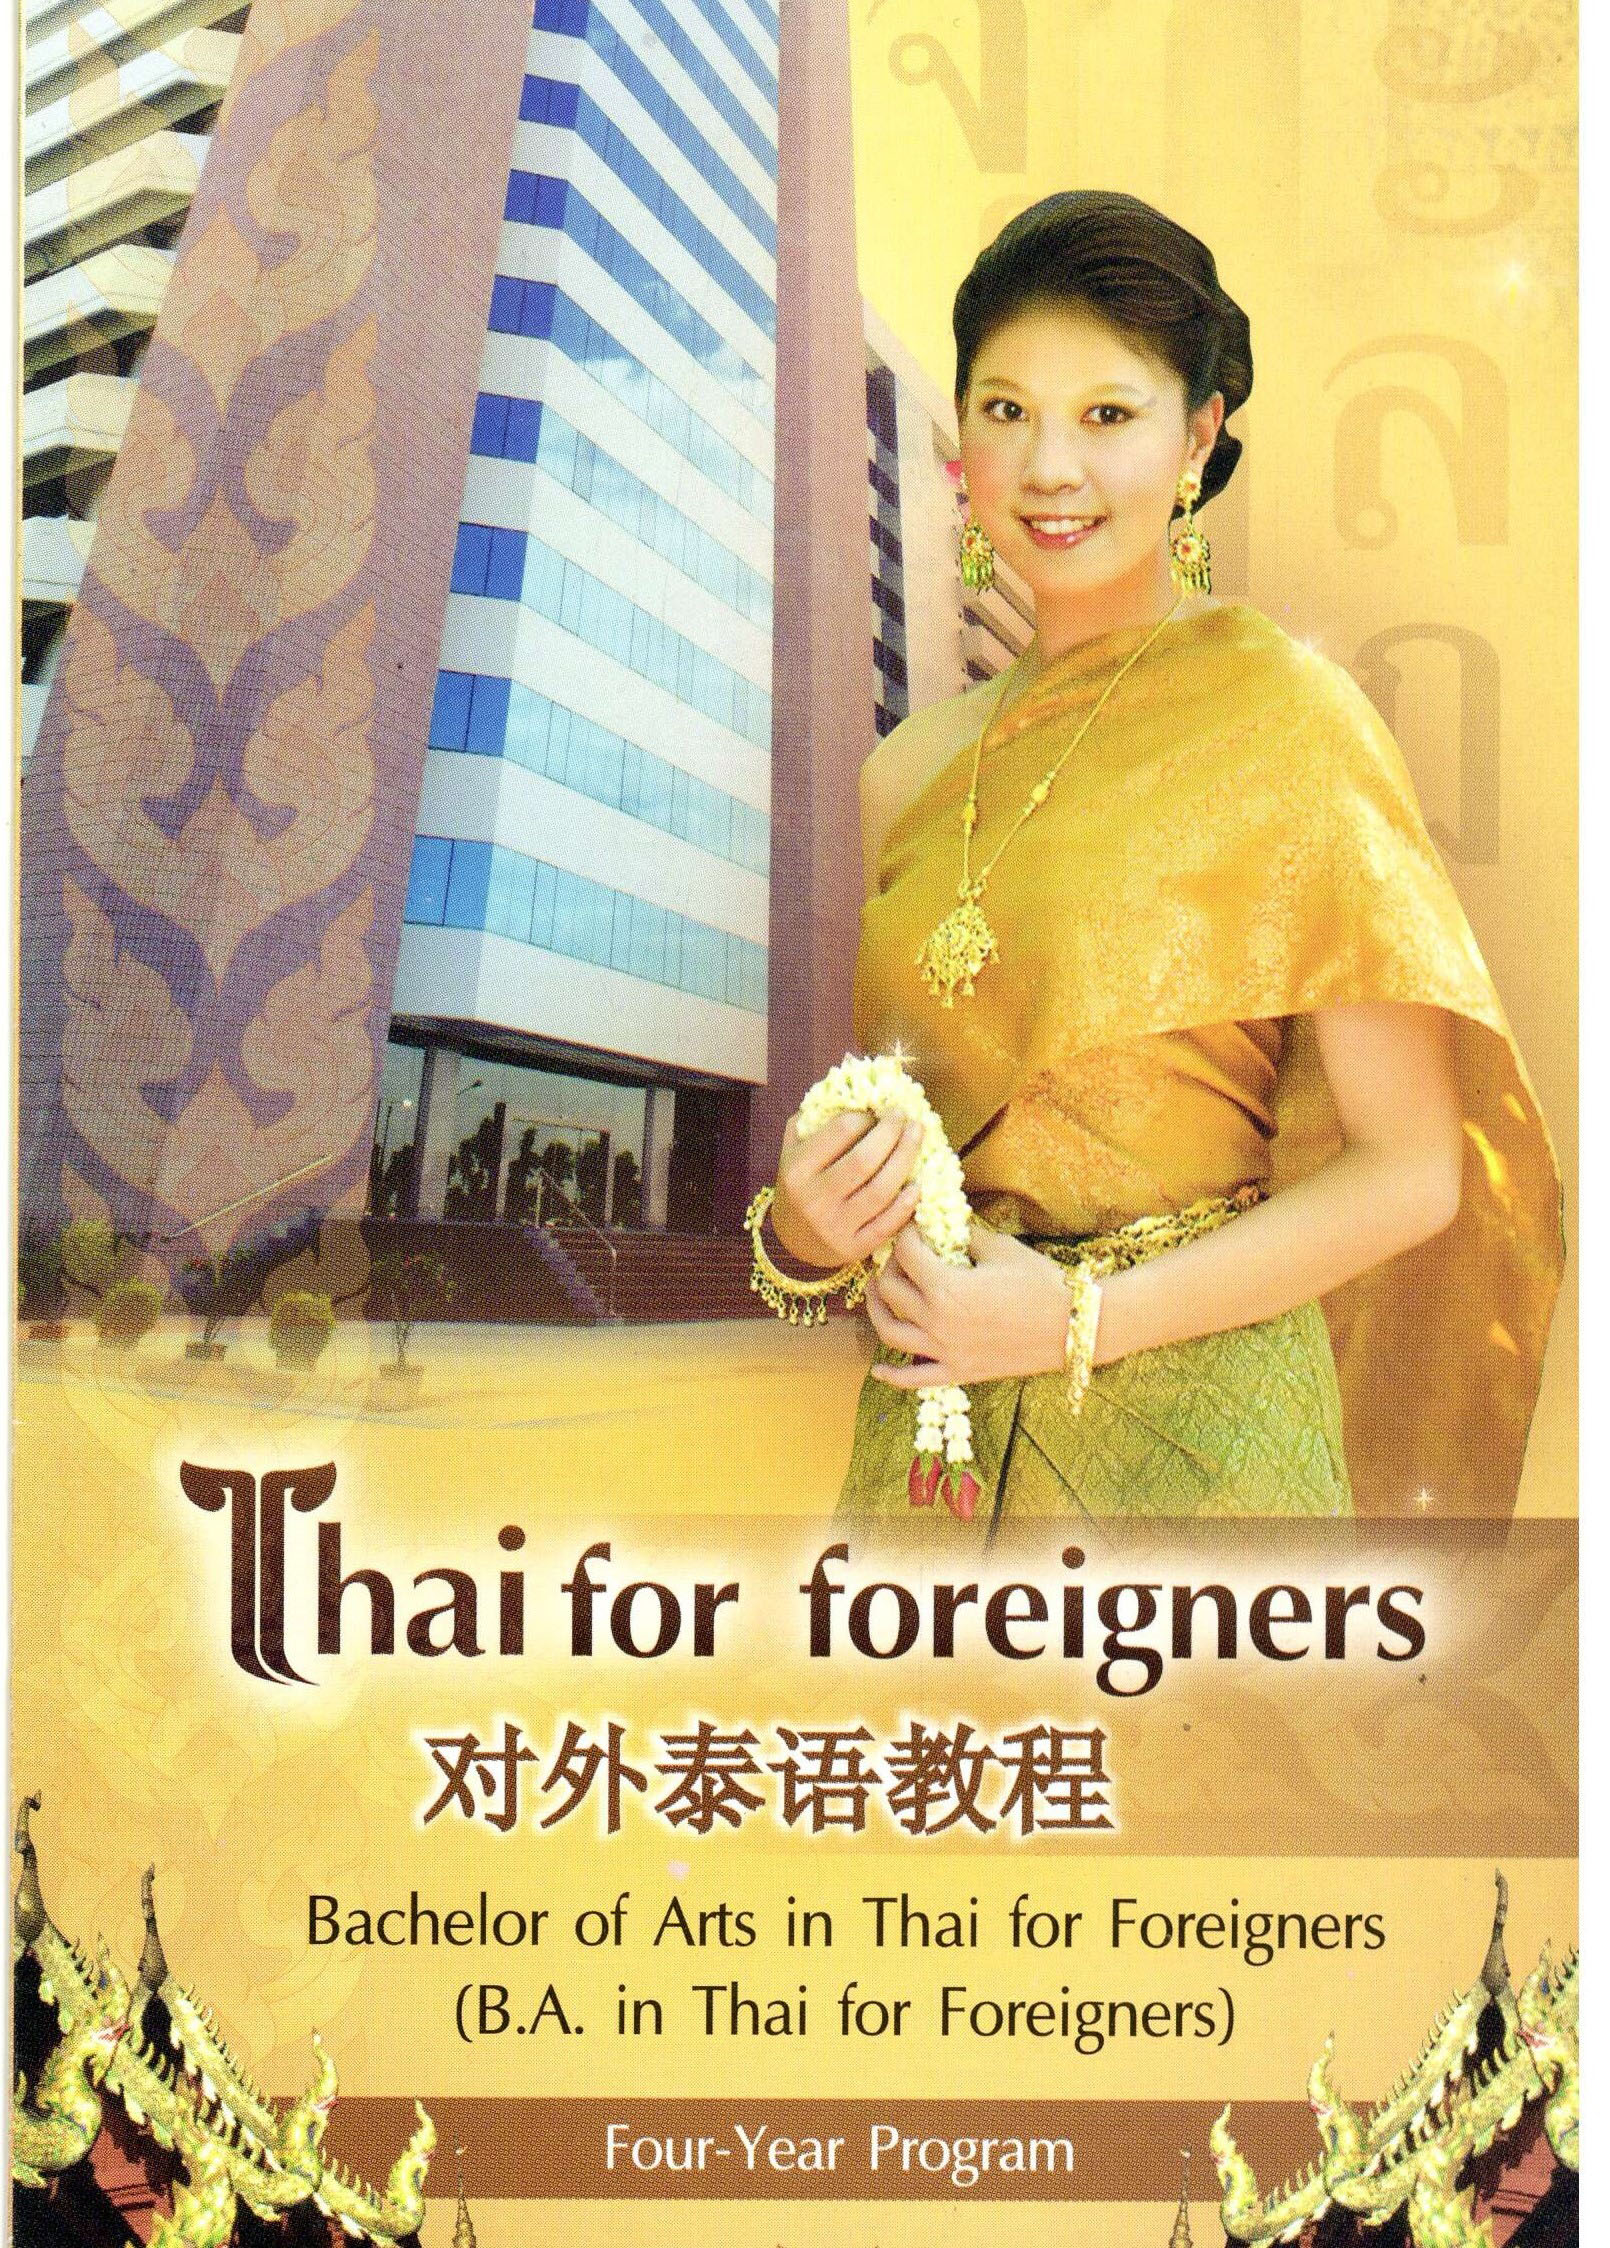 Thai for foreigners
对外泰语教程
Bachelor of Arts in Thai for Foreigners
(B.A. in Thai for Foreigners)
Four-Year Program